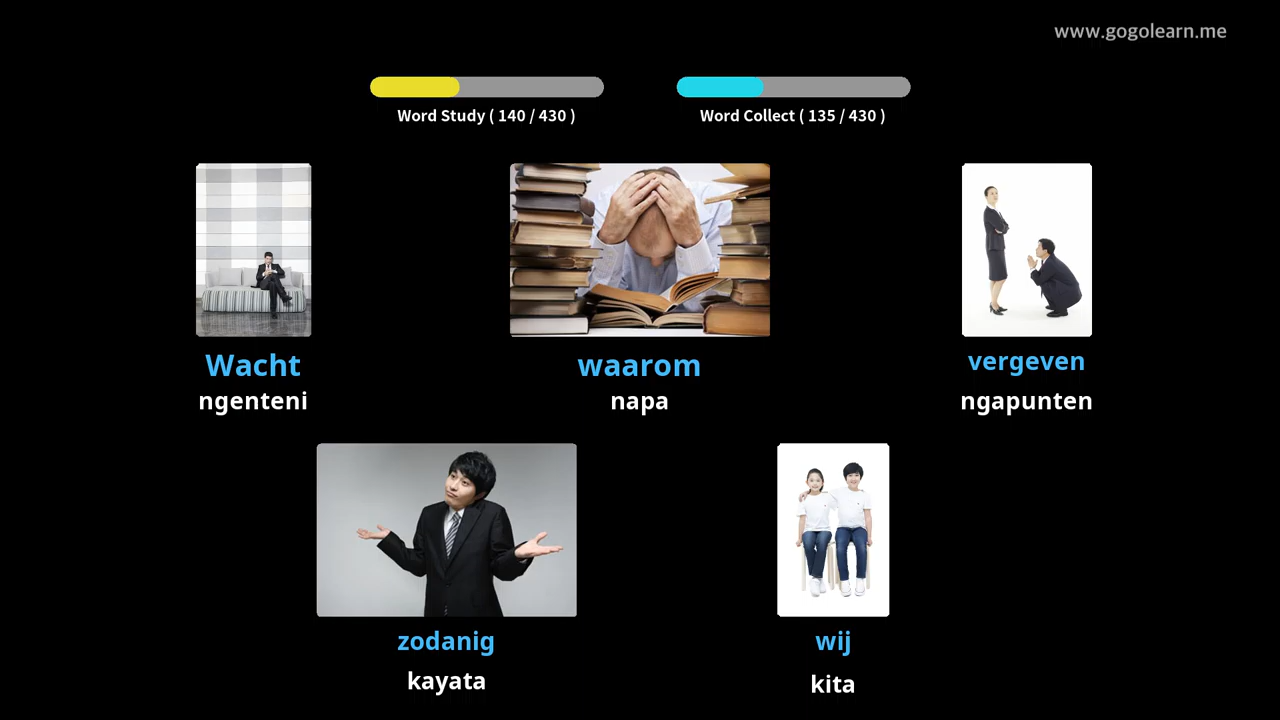 www.gogolearn.me
Word Study ( 140 / 430 )
Word Collect ( 135 / 430 )
Wacht
ngenteni
waarom
napa
vergeven
ngapunten
zodanig
kayata
wij
kita